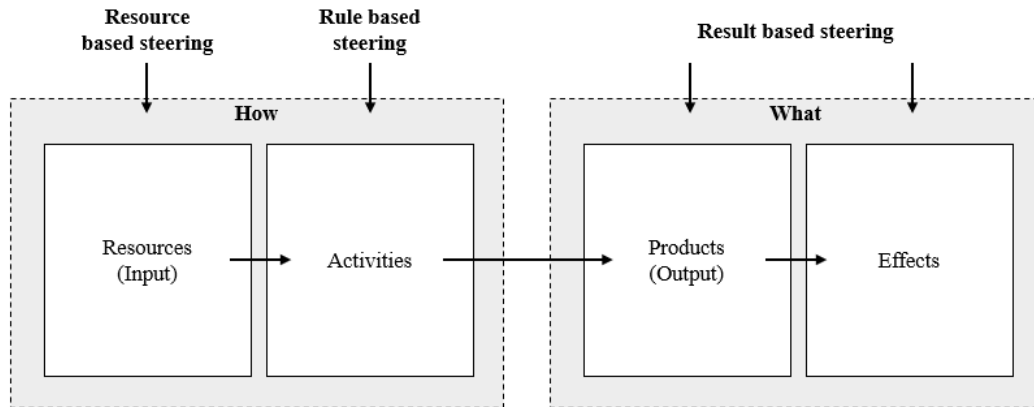 Resource
based steering
Rule based
steering
Result based steering
How
What
Resources
(Input)
Activities
Products
(Output)
Effects